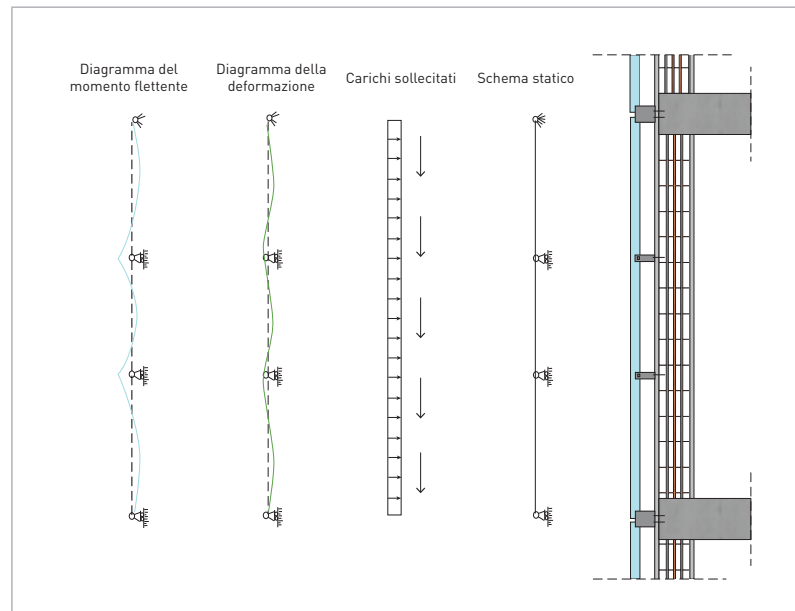 Diagramma del
momento flettente
Diagramma della
deformazione
Carichi sollecitati
Schema statico